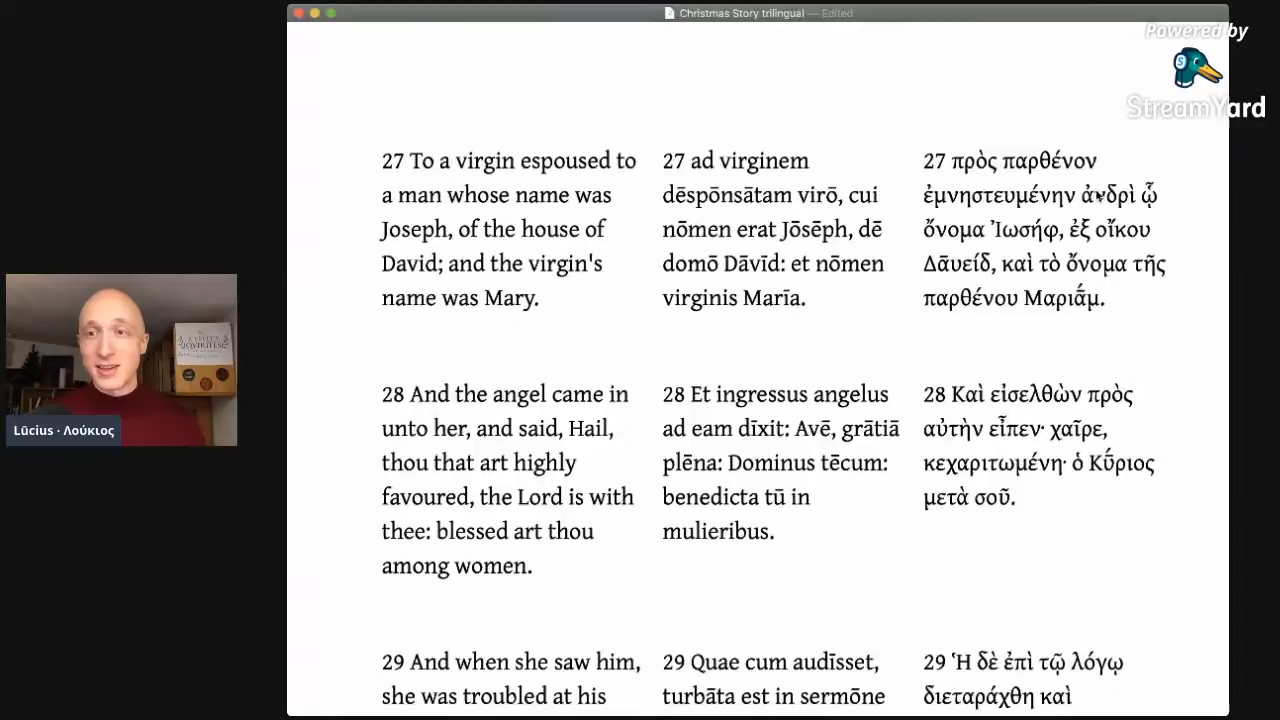 Christmas Story trilingual — Edited
Powered by
StreamYard
27 To a virgin espoused to
a man whose name was
Joseph, of the house of
David; and the virgin's
name was Mary.
27 ad virginem
dēspōnsātam virō, cui
nōmen erat Jōsēph, dē
domō Dāvīd: et nōmen
virginis Marīa.
27 πρὸς παρθένον
ἐμνηστευμένην ἀνδρὶ ᾧ
ὄνομα Ἰωσήφ, ἐξ οἴκου
Δᾱυείδ, καὶ τὸ ὄνομα τῆς
παρθένου Μαριᾱ́μ.
28 And the angel came in
unto her, and said, Hail,
thou that art highly
favoured, the Lord is with
thee: blessed art thou
among women.
28 Et ingressus angelus
ad eam dīxit: Avē, grātiā
plēna: Dominus tēcum:
benedicta tū in
mulieribus.
28 Καὶ εἰσελθὼν πρὸς
αὐτὴν εἶπεν· χαῖρε,
κεχαριτωμένη· ὁ Κῡ́ριος
μετὰ σοῦ.
29 And when she saw him,
she was troubled at his
29 Quae cum audīsset,
turbāta est in sermōne
29 Ἡ δὲ ἐπὶ τῷ λόγῳ
διεταράχθη καὶ
Lūcius · Λούκιος